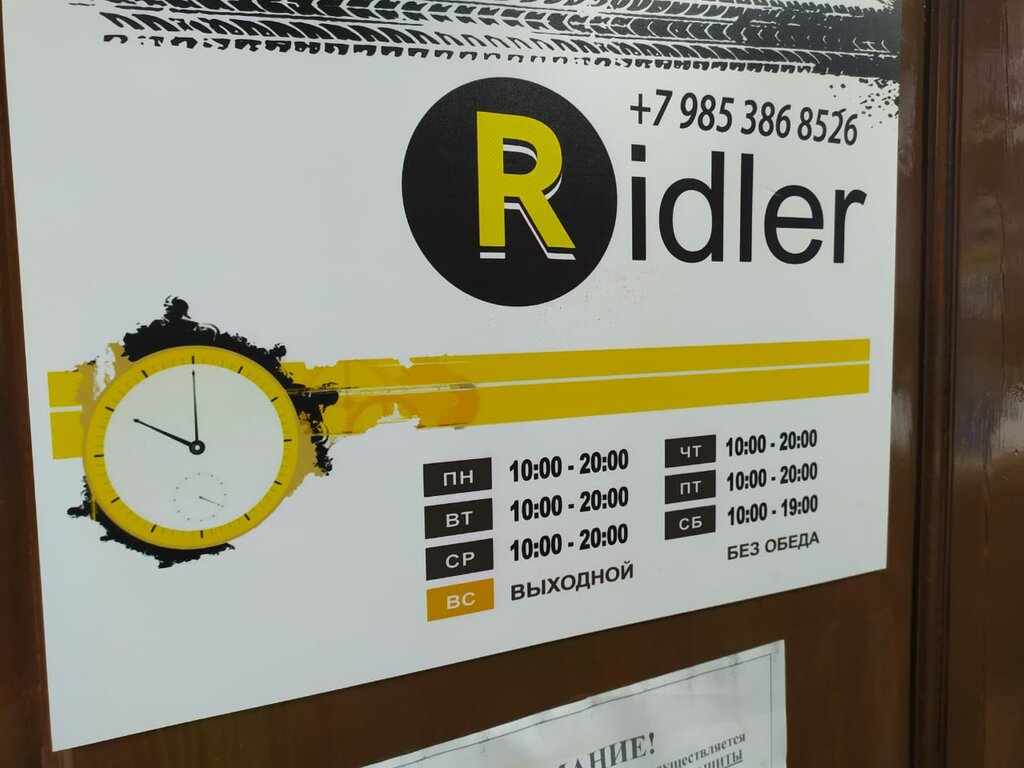 +7 985 386 8526
Ridler
ПН 10:00 - 20:00
ВТ 10:00 - 20:00
СР 10:00 - 20:00
ВС ВЫХОДНОЙ
ЧТ 10:00 - 20:00
ПТ 10:00 - 20:00
СБ 10:00 - 19:00
БЕЗ ОБЕДА